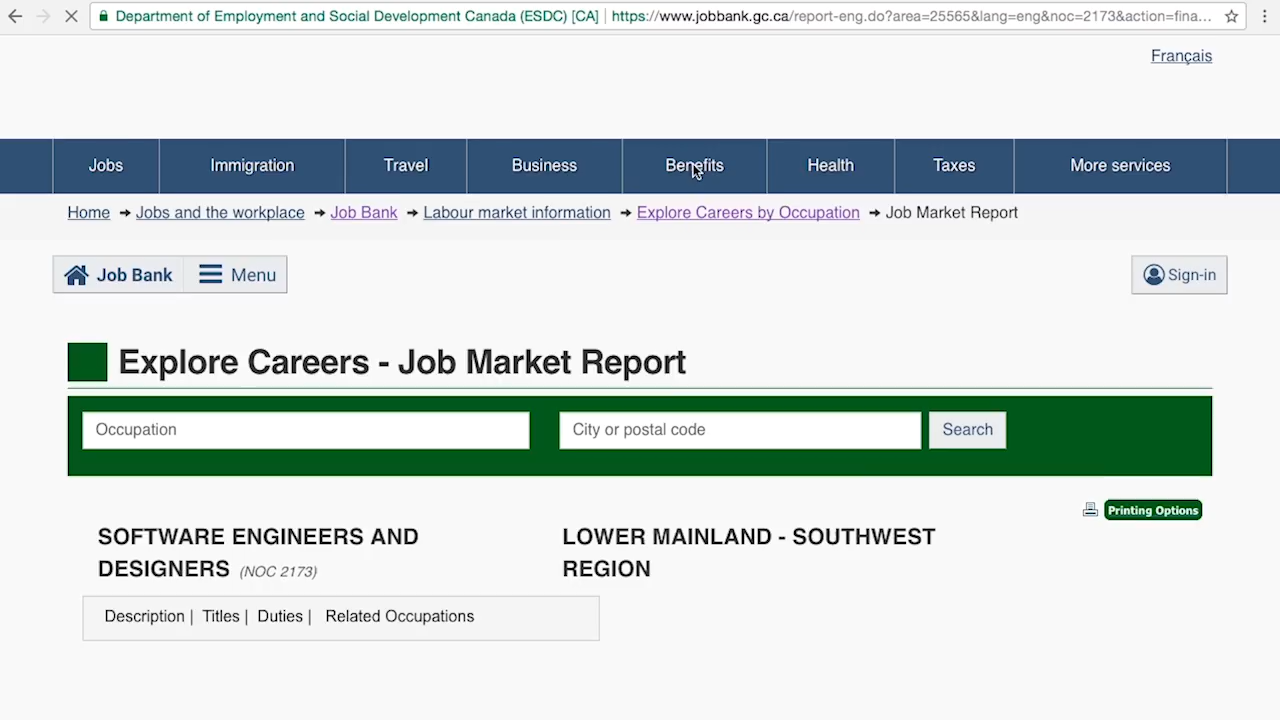 Department of Employment and Social Development Canada (ESDC) [CA] | https://www.jobbank.gc.ca/report-eng.do?area=25565&lang=eng&noc=2173&action=fina...
Français
Jobs Immigration Travel Business Benefits Health Taxes More services
Home ➔ Jobs and the workplace ➔ Job Bank ➔ Labour market information ➔ Explore Careers by Occupation ➔ Job Market Report
Job Bank Menu Sign-in
Explore Careers - Job Market Report
Occupation City or postal code Search
Printing Options
SOFTWARE ENGINEERS AND
DESIGNERS (NOC 2173)
LOWER MAINLAND - SOUTHWEST
REGION
Description | Titles | Duties | Related Occupations